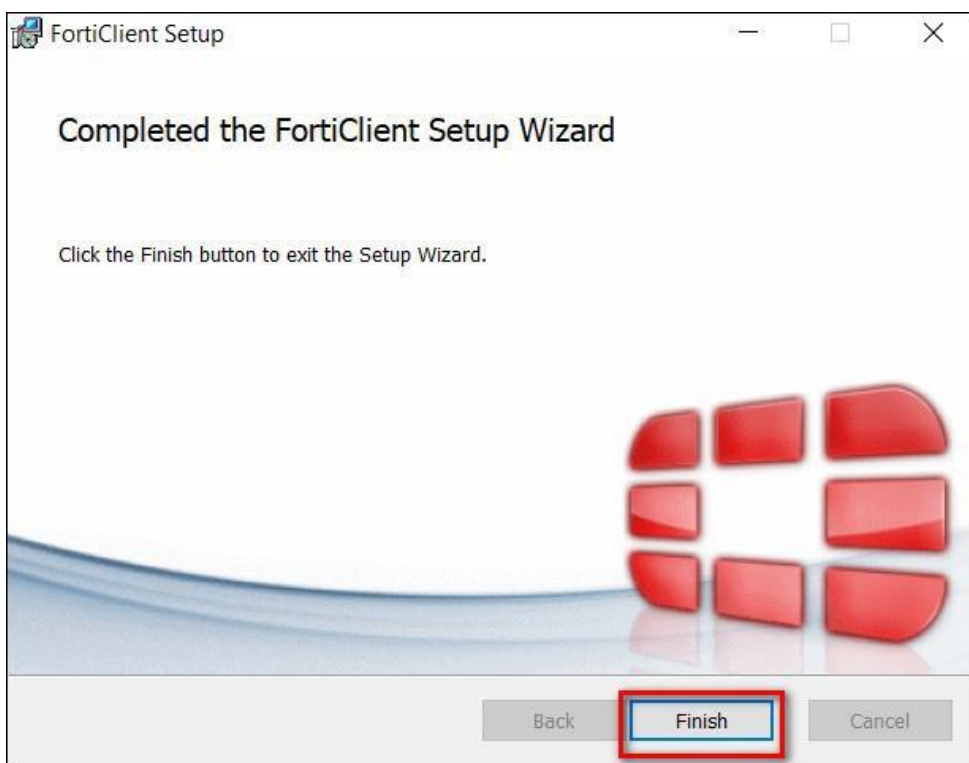 FortiClient Setup
Completed the FortiClient Setup Wizard
Click the Finish button to exit the Setup Wizard.
Back Finish Cancel